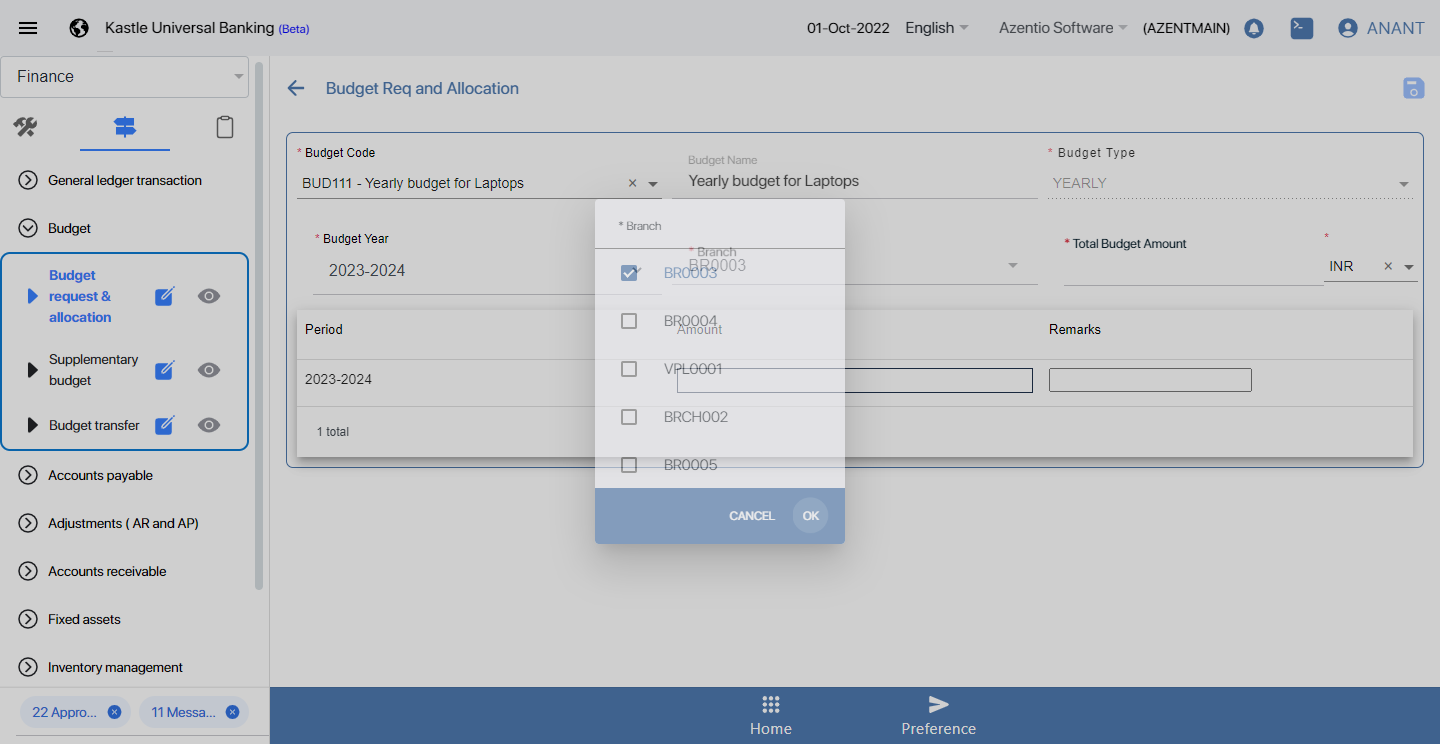 Kastle Universal Banking (Beta)
01-Oct-2022
English
Azentio Software
(AZENTMAIN)
ANANT
Finance
Budget Req and Allocation
General ledger transaction
Budget
Budget
request &
allocation
Supplementary
budget
Budget transfer
Accounts payable
Adjustments ( AR and AP)
Accounts receivable
Fixed assets
Inventory management
22 Appro...
11 Messa...
* Budget Code
BUD111 - Yearly budget for Laptops
Budget Name
Yearly budget for Laptops
* Budget Type
YEARLY
* Budget Year
2023-2024
* Branch
BR0003
* Total Budget Amount
*
INR
Period
Amount
Remarks
2023-2024
1 total
* Branch
BR0003
BR0004
VPL0001
BRCH002
BR0005
CANCEL
OK
Home
Preference